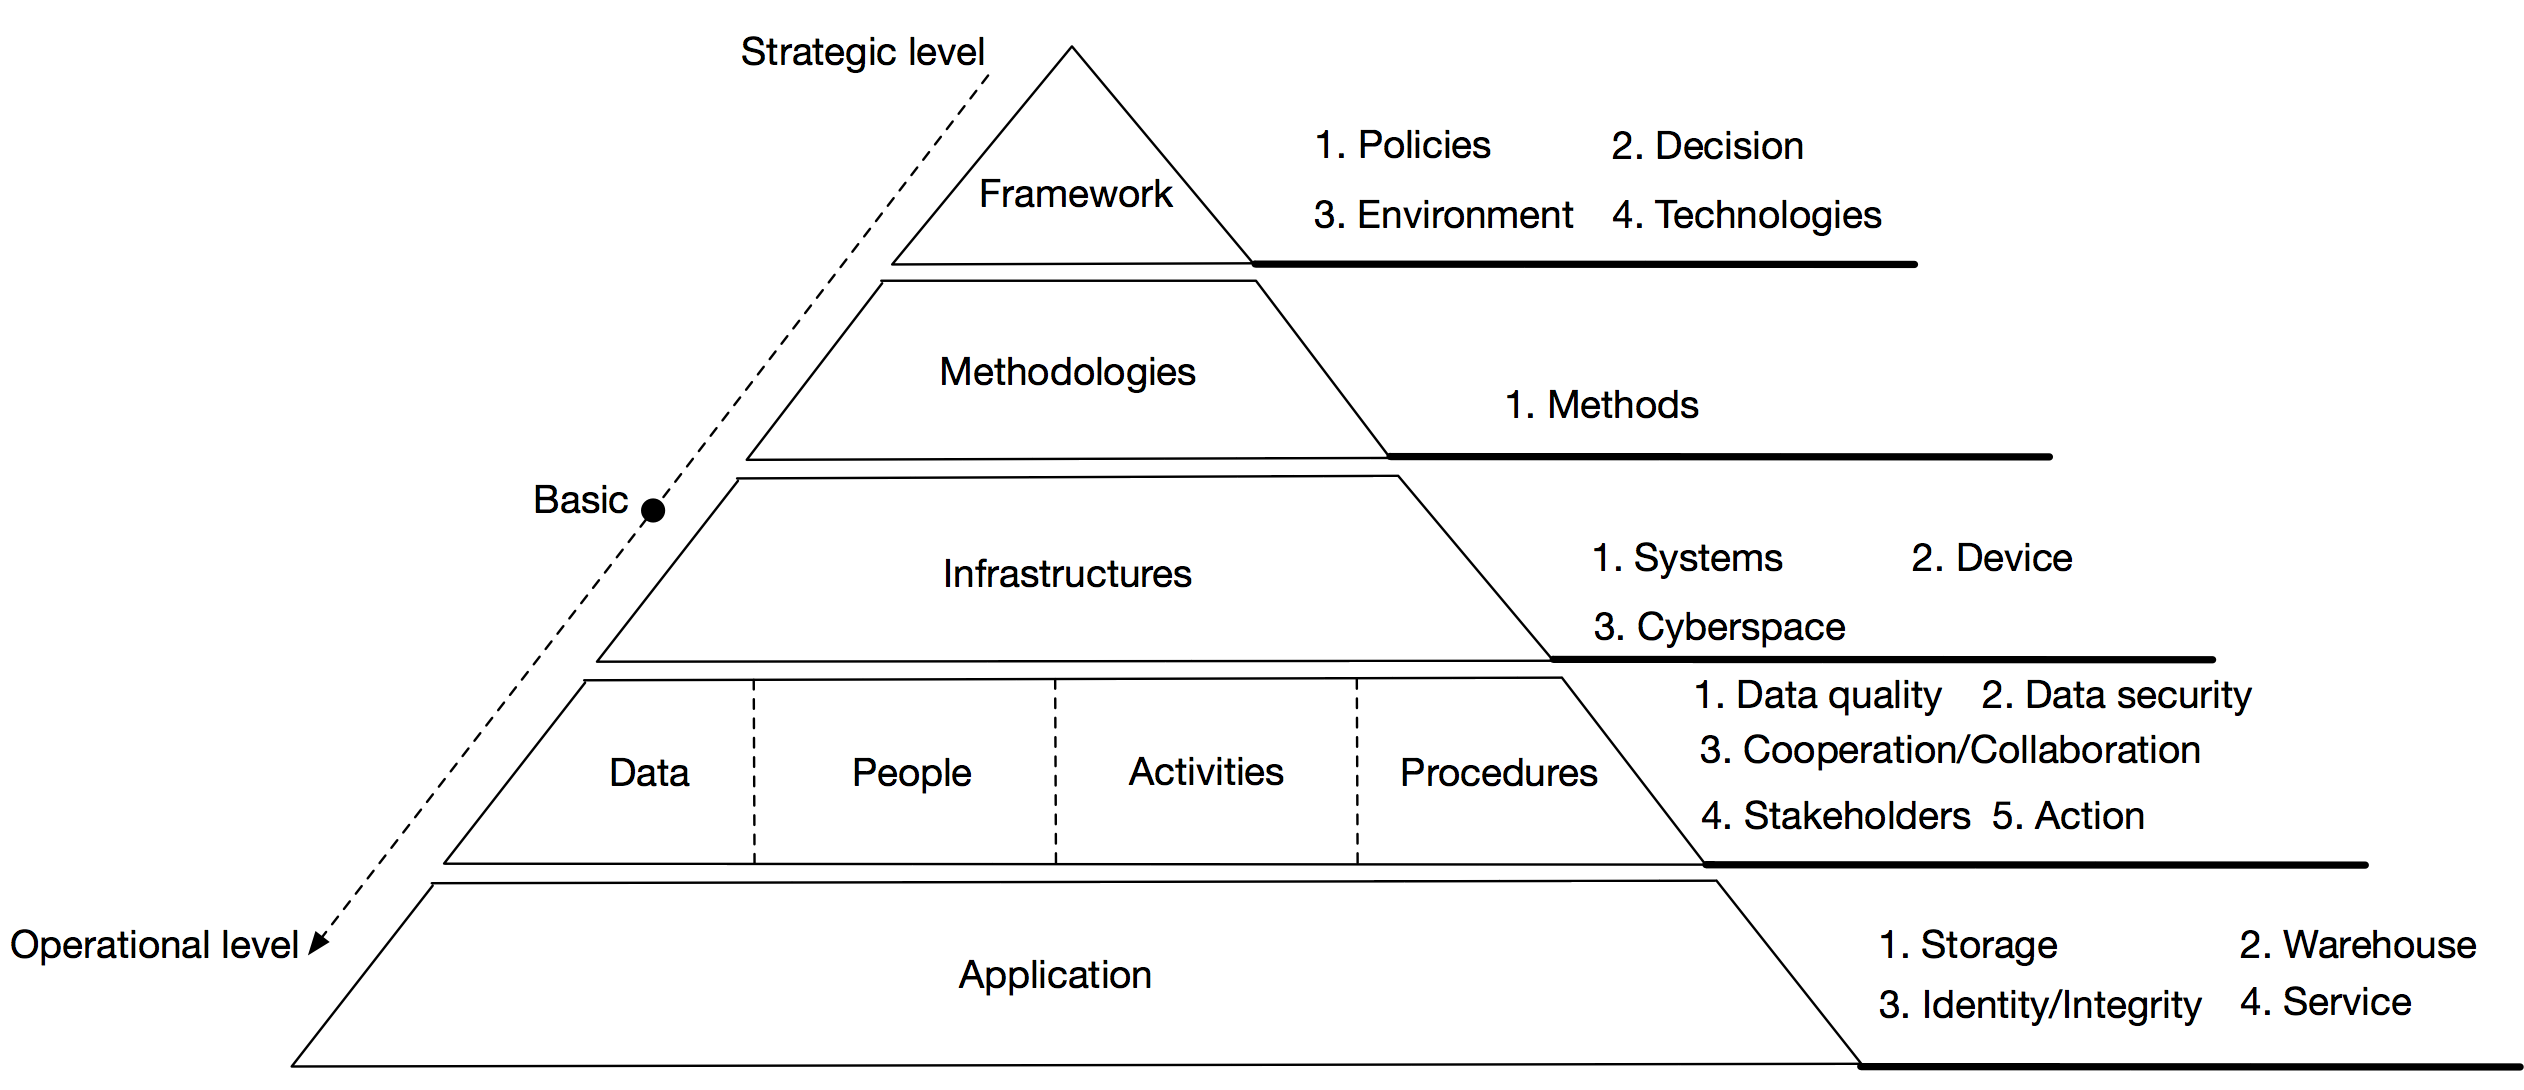 Strategic level
1. Policies 2. Decision
Framework
3. Environment 4. Technologies
Methodologies
1. Methods
Basic
Infrastructures
1. Systems 2. Device
3. Cyberspace
1. Data quality 2. Data security
3. Cooperation/Collaboration
Data People Activities Procedures
4. Stakeholders 5. Action
Operational level
Application
1. Storage 2. Warehouse
3. Identity/Integrity 4. Service